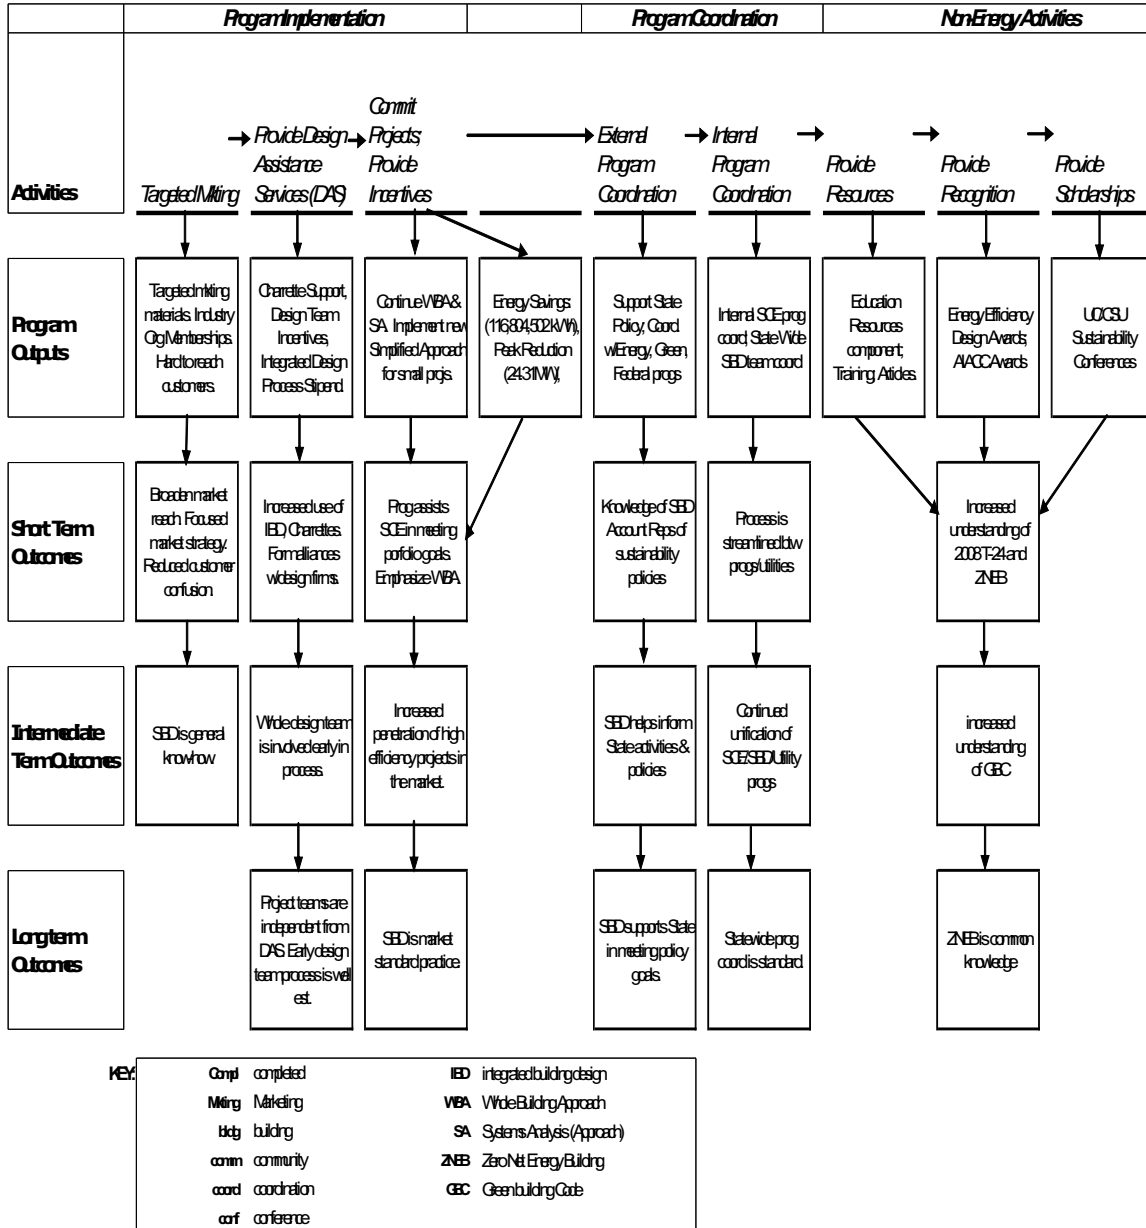 Program Implementation
Program Coordination
Non-Energy Activities
Activities
Targeted Mkting
Provide Design
Assistance
Services (DAS)
Commit
Projects;
Provide
Incentives
External
Program
Coordination
Internal
Program
Coordination
Provide
Resources
Provide
Recognition
Provide
Scholarships
Program
Outputs
Targeted mkting
materials. Industry
Org Memberships.
Hard to reach
customers.
Charrette Support,
Design Team
Incentives,
Integrated Design
Process Stipend.
Continue WBA &
SA. Implement new
Simplified Approach
for small projs.
Energy Savings:
(116,804,502 kWh),
Peak Reduction
(24.31 MW),
Support State
Policy; Coord.
w/Energy, Green,
Federal progs
Internal SCE prog
coord; State Wide
SBD team coord
Education
Resources
component;
Training; Articles.
Energy Efficiency
Design Awards;
AIACC Awards
UC/CSU
Sustainability
Conferences
Short Term
Outcomes
Broaden market
reach. Focused
market strategy.
Reduced customer
confusion.
Increased use of
IBD, Charrettes.
Form alliances
w/design firms.
Prog assists
SCE in meeting
portfolio goals.
Emphasize WBA.
Knowledge of SBD
Account Reps of
sustainability
policies
Process is
streamlined btw
progs/utilities
Increased
understanding of
2008 T-24 and
ZNEB
Intermediate
Term Outcomes
SBD is general
know-how
Whole design team
is involved early in
process.
Increased
penetration of high
efficiency projects in
the market.
SBD helps inform
State activities &
policies
Continued
unification of
SCE/SBD/Utility
progs
increased
understanding
of GBC
Long term
Outcomes
Project teams are
independent from
DAS. Early design
team process is well
est.
SBD is market
standard practice.
SBD supports State
in meeting policy
goals.
Statewide prog
coord is standard.
ZNEB is common
knowledge
KEY:
Compl completed
Mkting Marketing
bldg building
comm community
coord coordination
conf conference
IBD integrated building design
WBA Whole Building Approach
SA Systems Analysis (Approach)
ZNEB Zero Net Energy Building
GBC Green building Code